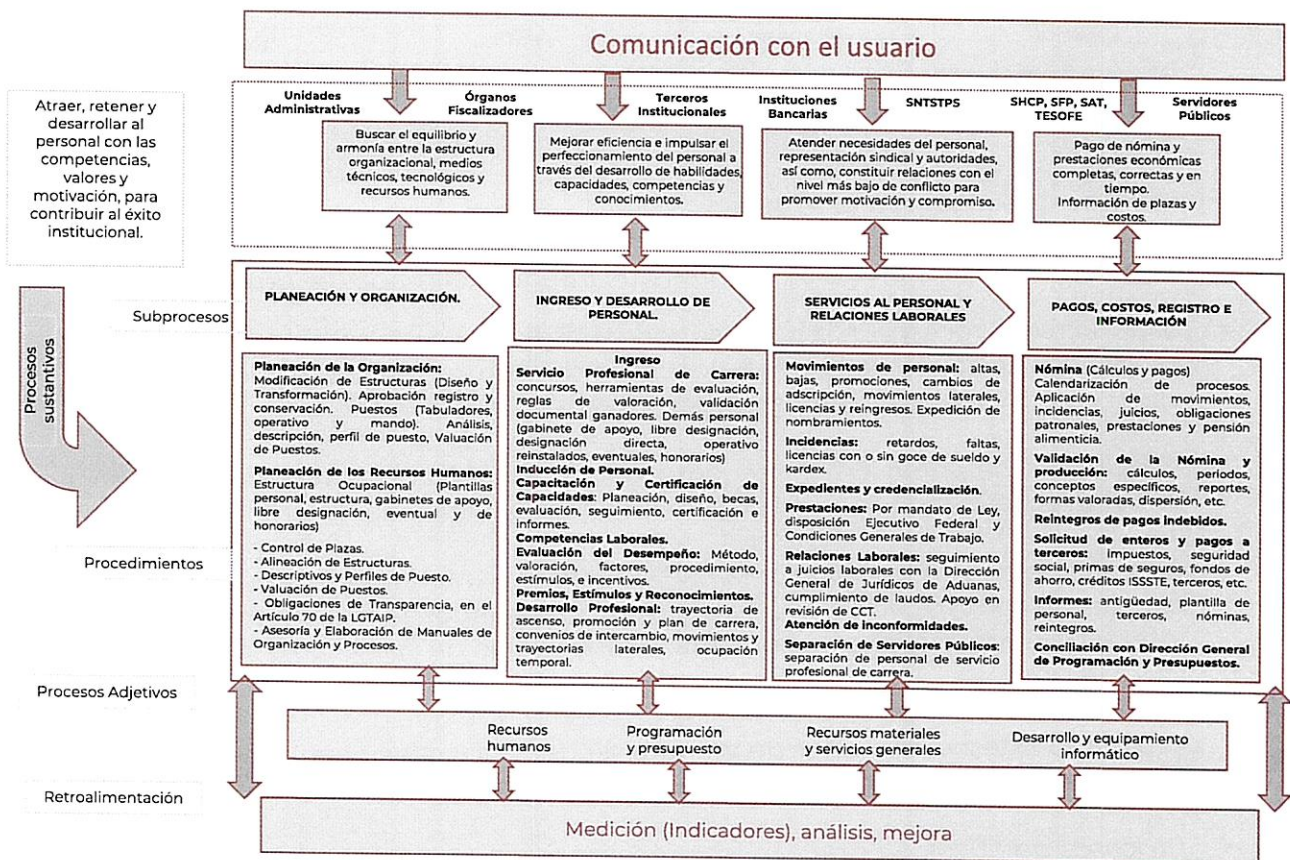 Comunicación con el usuario
Atraer, retener y
desarrollar al
personal con las
competencias,
valores y
motivación, para
contribuir al éxito
institucional.
Unidades
Administrativas
Órganos
Fiscalizadores
Terceros
Institucionales
Instituciones
Bancarias
SNTSTPS
SHCP, SFP, SAT,
TESOFE
Servidores
Públicos
Buscar el equilibrio y
armonía entre la estructura
organizacional, medios
técnicos, tecnológicos y
recursos humanos.
Mejorar eficiencia e impulsar el
perfeccionamiento del personal a
través del desarrollo de habilidades,
capacidades, competencias y
conocimientos.
Atender necesidades del personal,
representación sindical y autoridades,
así como, constituir relaciones con el
nivel más bajo de conflicto para
promover motivación y compromiso.
Pago de nómina y
prestaciones económicas
completas, correctas y en
tiempo.
Información de plazas y
costos.
Procesos
sustantivos
Subprocesos
PLANEACIÓN Y ORGANIZACIÓN.
INGRESO Y DESARROLLO DE
PERSONAL.
SERVICIOS AL PERSONAL Y
RELACIONES LABORALES
PAGOS, COSTOS, REGISTRO E
INFORMACIÓN
Procedimientos
Planeación de la Organización:
Modificación de Estructuras (Diseño y
Transformación). Aprobación registro y
conservación. Puestos (Tabuladores,
operativo y mando). Análisis,
descripción, perfil de puesto, Valuación
de Puestos.
Planeación de los Recursos Humanos:
Estructura Ocupacional (Plantillas
personal, estructura, gabinetes de apoyo,
libre designación, eventual y de
honorarios)
- Control de Plazas.
- Alineación de Estructuras.
- Descriptivos y Perfiles de Puesto.
- Valuación de Puestos.
- Obligaciones de Transparencia, en el
Artículo 70 de la LGTAIP.
- Asesoría y Elaboración de Manuales de
Organización y Procesos.
Ingreso
Servicio Profesional de Carrera:
concursos, herramientas de evaluación,
reglas de valoración, validación
documental ganadores. Demás personal
(gabinete de apoyo, libre designación,
designación directa, operativo
reinstalados, eventuales, honorarios)
Inducción de Personal.
Capacitación y Certificación de
Capacidades: Planeación, diseño, becas,
evaluación, seguimiento, certificación e
informes.
Competencias Laborales.
Evaluación del Desempeño: Método,
valoración, factores, procedimiento,
estímulos, e incentivos.
Premios, Estímulos y Reconocimientos.
Desarrollo Profesional: trayectoria de
ascenso, promoción y plan de carrera,
convenios de intercambio, movimientos y
trayectorias laterales, ocupación
temporal.
Movimientos de personal: altas,
bajas, promociones, cambios de
adscripción, movimientos laterales,
licencias y reingresos. Expedición de
nombramientos.
Incidencias: retardos, faltas,
licencias con o sin goce de sueldo y
kardex.
Expedientes y credencialización.
Prestaciones: Por mandato de Ley,
disposición Ejecutivo Federal y
Condiciones Generales de Trabajo.
Relaciones Laborales: seguimiento
a juicios laborales con la Dirección
General de Jurídicos de Aduanas,
cumplimiento de laudos. Apoyo en
revisión de CCT.
Atención de inconformidades.
Separación de Servidores Públicos:
separación de personal de servicio
profesional de carrera.
Nómina (Cálculos y pagos)
Calendarización de procesos.
Aplicación de movimientos,
incidencias, juicios, obligaciones
patronales, prestaciones y pensión
alimenticia.
Validación de la Nómina y
producción: cálculos, periodos,
conceptos específicos, reportes,
formas valoradas, dispersión, etc.
Reintegros de pagos indebidos.
Solicitud de enteros y pagos a
terceros: Impuestos, seguridad
social, primas de seguros, fondos de
ahorro, créditos ISSSTE, terceros, etc.
Informes: antigüedad, plantilla de
personal, terceros, nóminas,
reintegros.
Conciliación con Dirección General
de Programación y Presupuestos.
Procesos Adjetivos
Recursos
humanos
Programación
y presupuesto
Recursos materiales
y servicios generales
Desarrollo y equipamiento
informático
Retroalimentación
Medición (Indicadores), análisis, mejora